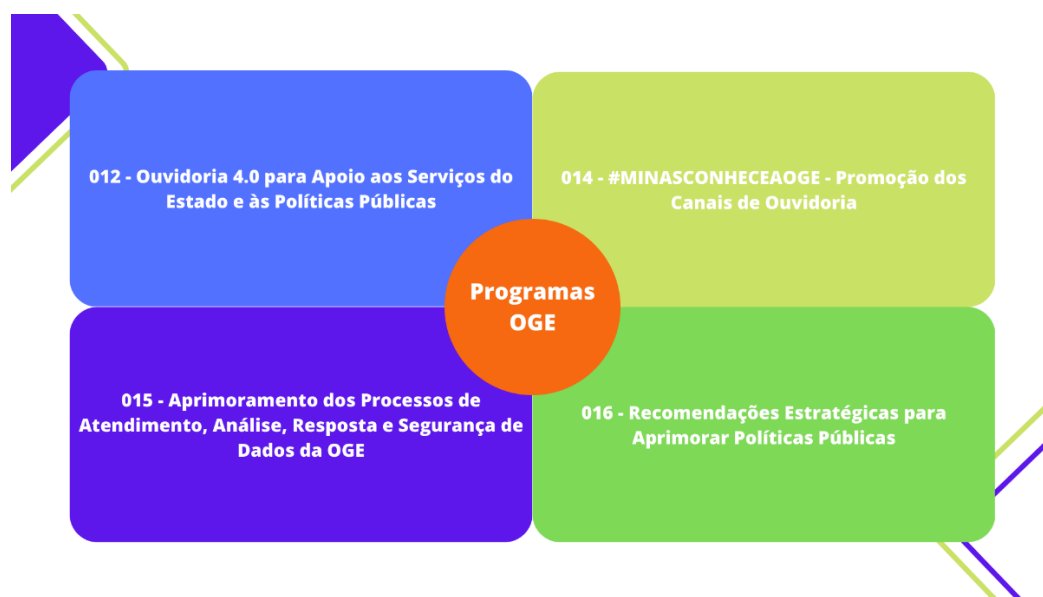 012 - Ouvidoria 4.0 para Apoio aos Serviços do
Estado e às Políticas Públicas
014 - #MINASCONHECEAOGE - Promoção dos
Canais de Ouvidoria
Programas
OGE
015 - Aprimoramento dos Processos de
Atendimento, Análise, Resposta e Segurança de
Dados da OGE
016 - Recomendações Estratégicas para
Aprimorar Políticas Públicas